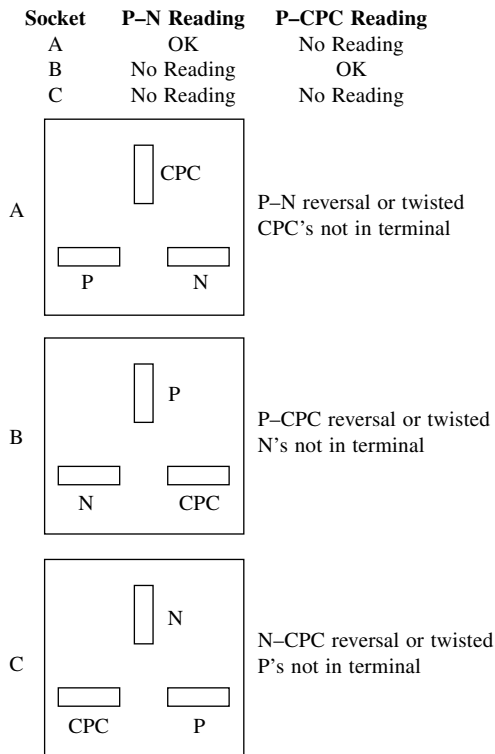 Socket P–N Reading P–CPC Reading
A OK No Reading
B No Reading OK
C No Reading No Reading
CPC
A
P–N reversal or twisted
CPC's not in terminal
P N
P
B
P–CPC reversal or twisted
N's not in terminal
N CPC
N
C
N–CPC reversal or twisted
P's not in terminal
CPC P